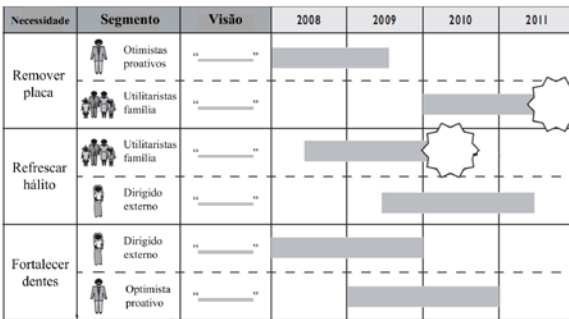 Necessidade Segmento Visão 2008 2009 2010 2011
Remover
placa
Otimistas
proativos
“ ”
Utilitaristas
família
“ ”
Refrescar
hálito
Utilitaristas
família
“ ”
Dirigido
externo
“ ”
Fortalecer
dentes
Dirigido
externo
“ ”
Optimista
proativo
“ ”